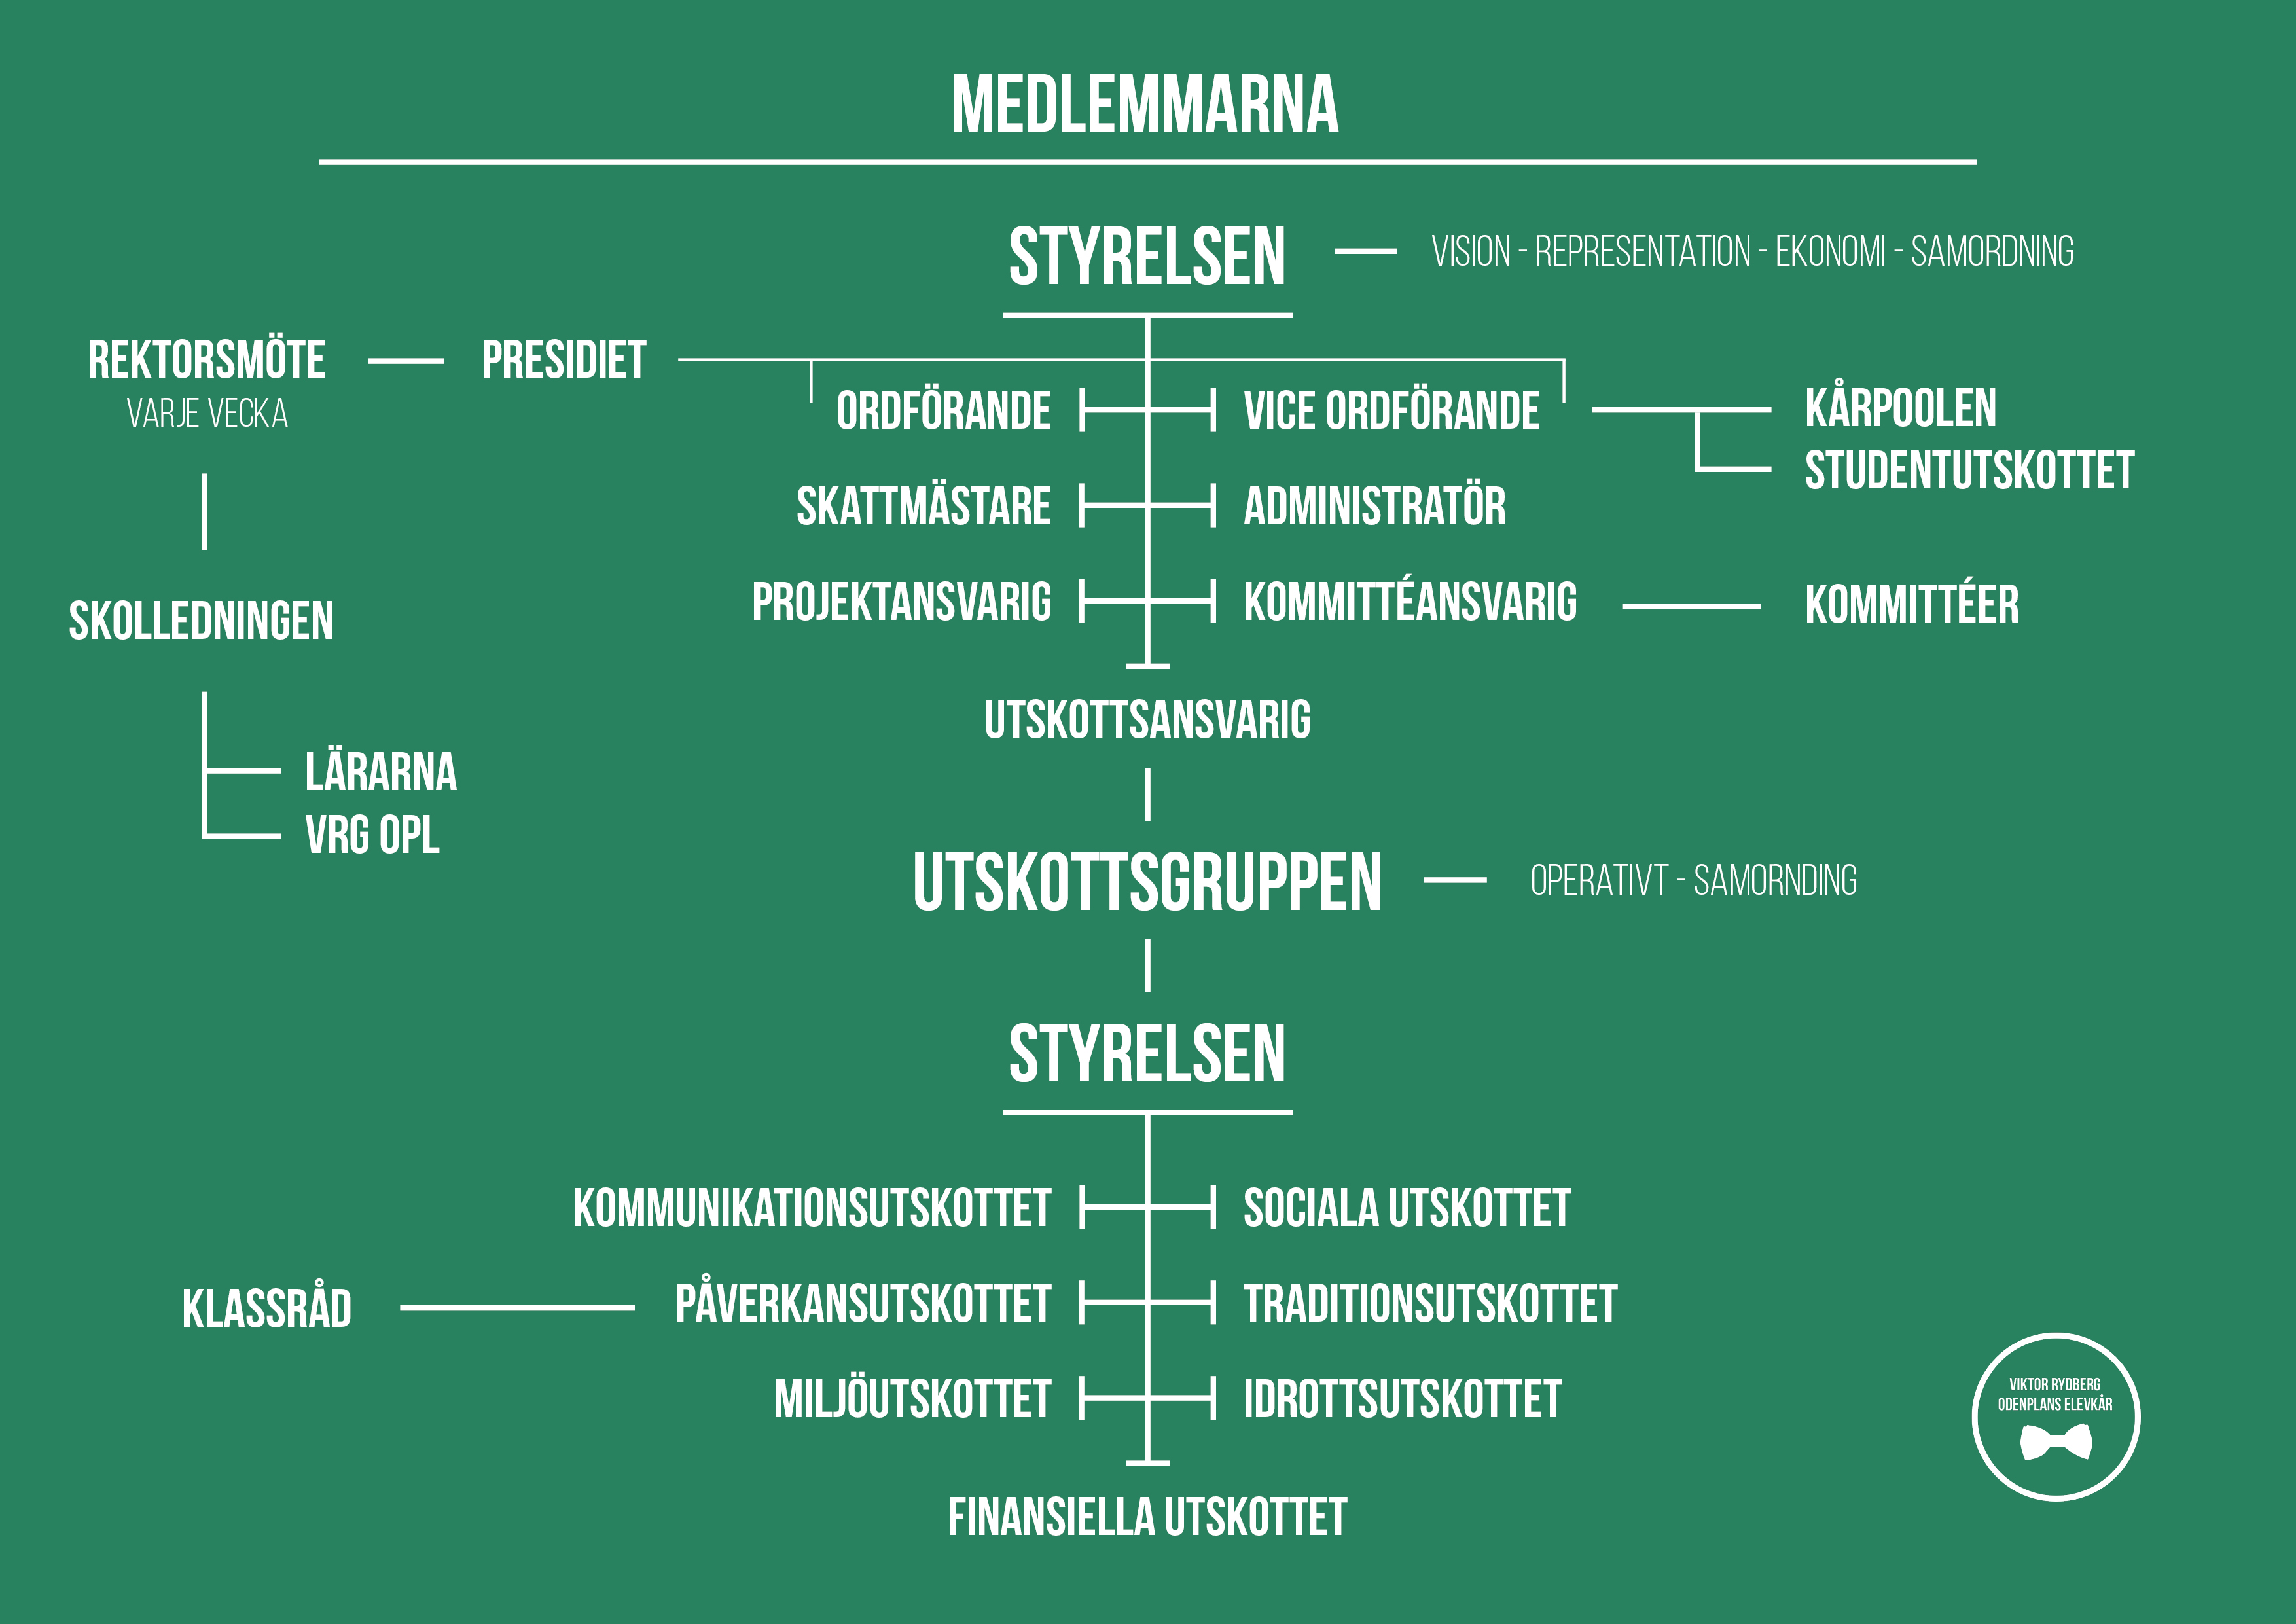 MEDLEMMARNA
STYRELSEN
VISION - REPRESENTATION - EKONOMI - SAMORDNING
REKTORSMÖTE
VARJE VECKA
PRESIDIET
ORDFÖRANDE
VICE ORDFÖRANDE
KÅRPOOLEN
STUDENTUTSKOTTET
SKATTMÄSTARE
ADMINISTRATÖR
PROJEKTANSVARIG
KOMMITTÉANSVARIG
KOMMITTÉER
SKOLLEDNINGEN
UTSKOTTSANSVARIG
LÄRARNA
VRG OPL
UTSKOTTSGRUPPEN
OPERATIVT - SAMORNDING
STYRELSEN
KOMMUNIKATIONSUTSKOTTET
SOCIALA UTSKOTTET
KLASSRÅD
PÅVERKANSUTSKOTTET
TRADITIONSUTSKOTTET
MILJÖUTSKOTTET
IDROTTSUTSKOTTET
FINANSIELLA UTSKOTTET
VIKTOR RYDBERG
ODENPLANS ELEVKÅR